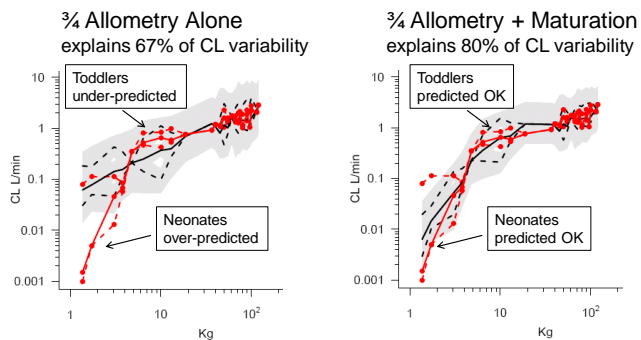 ¾ Allometry Alone
explains 67% of CL variability
CL L/min
10
1
0.1
0.01
0.001
Toddlers
under-predicted
Neonates
over-predicted
1
10
10²
Kg
¾ Allometry + Maturation
explains 80% of CL variability
CL L/min
10
1
0.1
0.01
0.001
Toddlers
predicted OK
Neonates
predicted OK
1
10
10²
Kg